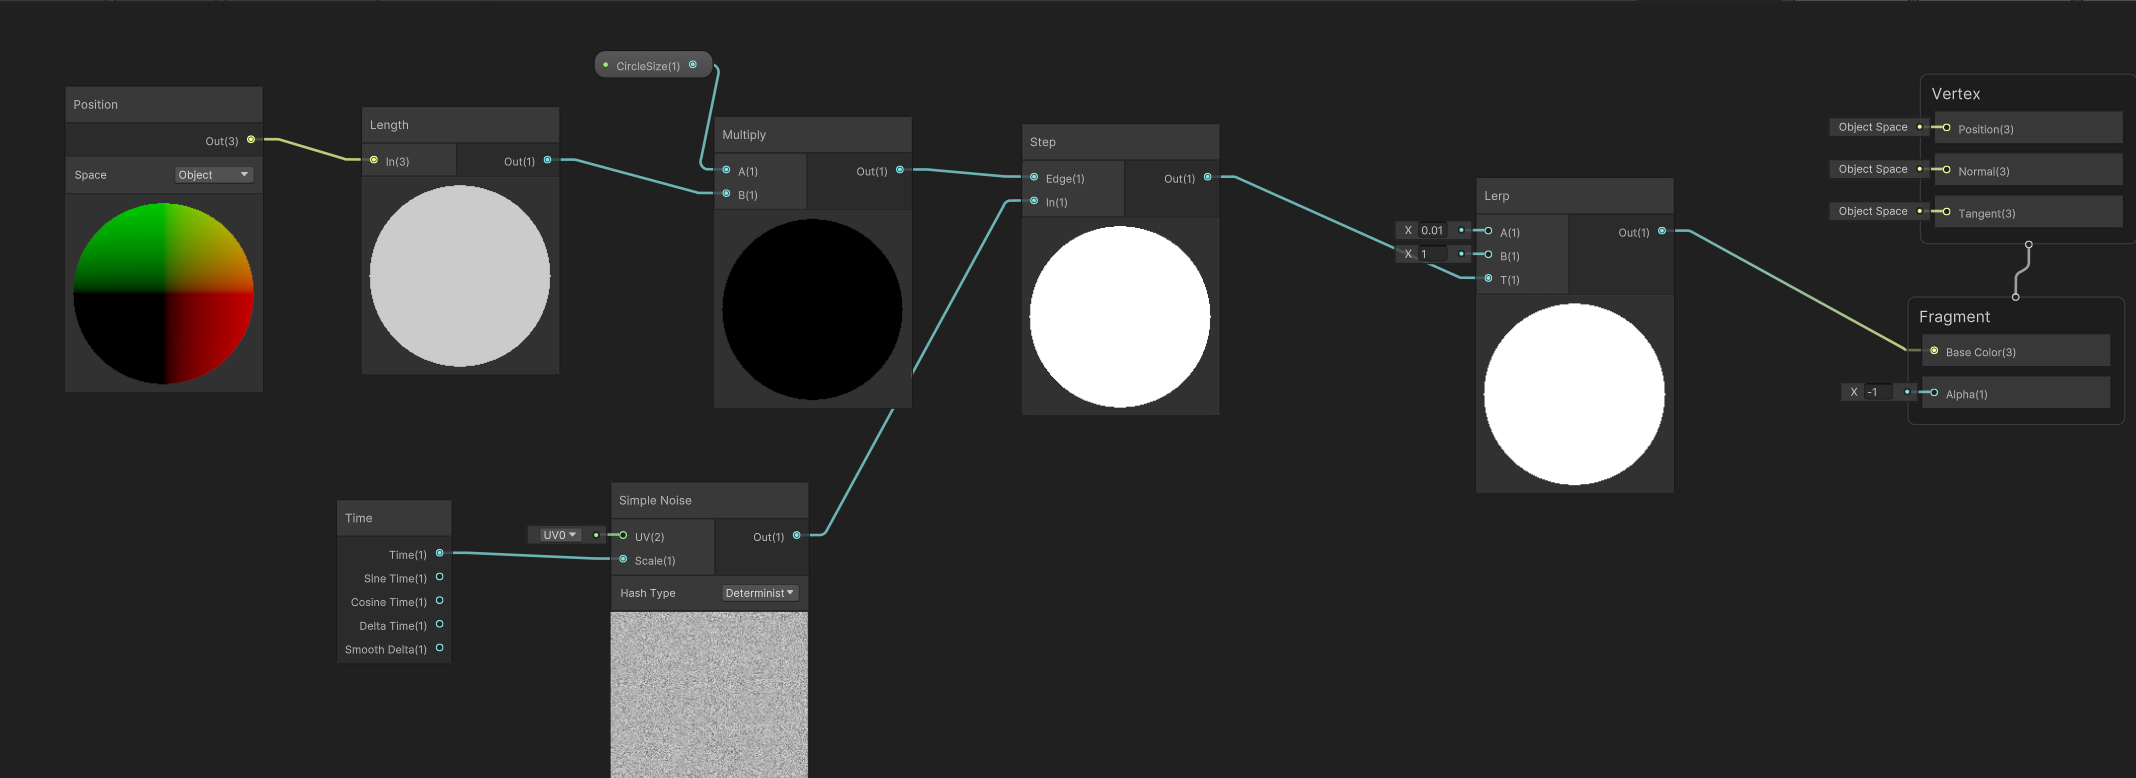 Position
Out(3)
Space
Object
Length
In(3)
Out(1)
CircleSize(1)
Multiply
A(1)
Out(1)
B(1)
Step
Edge(1)
Out(1)
In(1)
Lerp
X 0.01
A(1)
Out(1)
X 1
B(1)
T(1)
Vertex
Object Space
Position(3)
Object Space
Normal(3)
Object Space
Tangent(3)
Fragment
Base Color(3)
X -1
Alpha(1)
Time
Time(1)
Sine Time(1)
Cosine Time(1)
Delta Time(1)
Smooth Delta(1)
Simple Noise
UV0
UV(2)
Out(1)
Scale(1)
Hash Type
Determinist